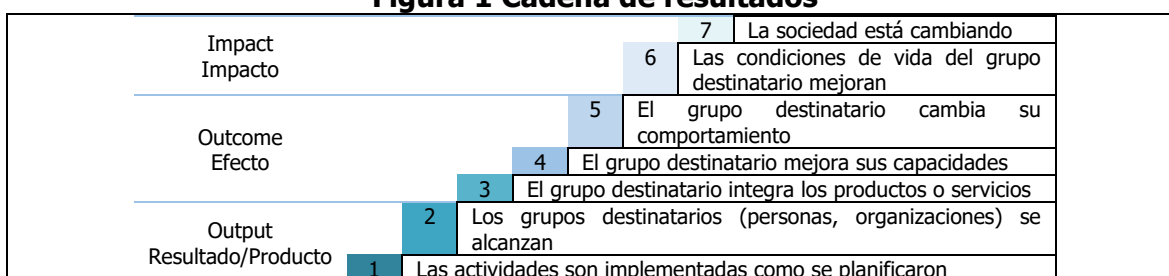 Figura 1 Cadena de resultados
7 La sociedad está cambiando
Impact
Impacto
6 Las condiciones de vida del grupo
destinatario mejoran
5 El grupo destinatario cambia su
comportamiento
Outcome
Efecto
4 El grupo destinatario mejora sus capacidades
3 El grupo destinatario integra los productos o servicios
2 Los grupos destinatarios (personas, organizaciones) se
alcanzan
Output
Resultado/Producto
1 Las actividades son implementadas como se planificaron